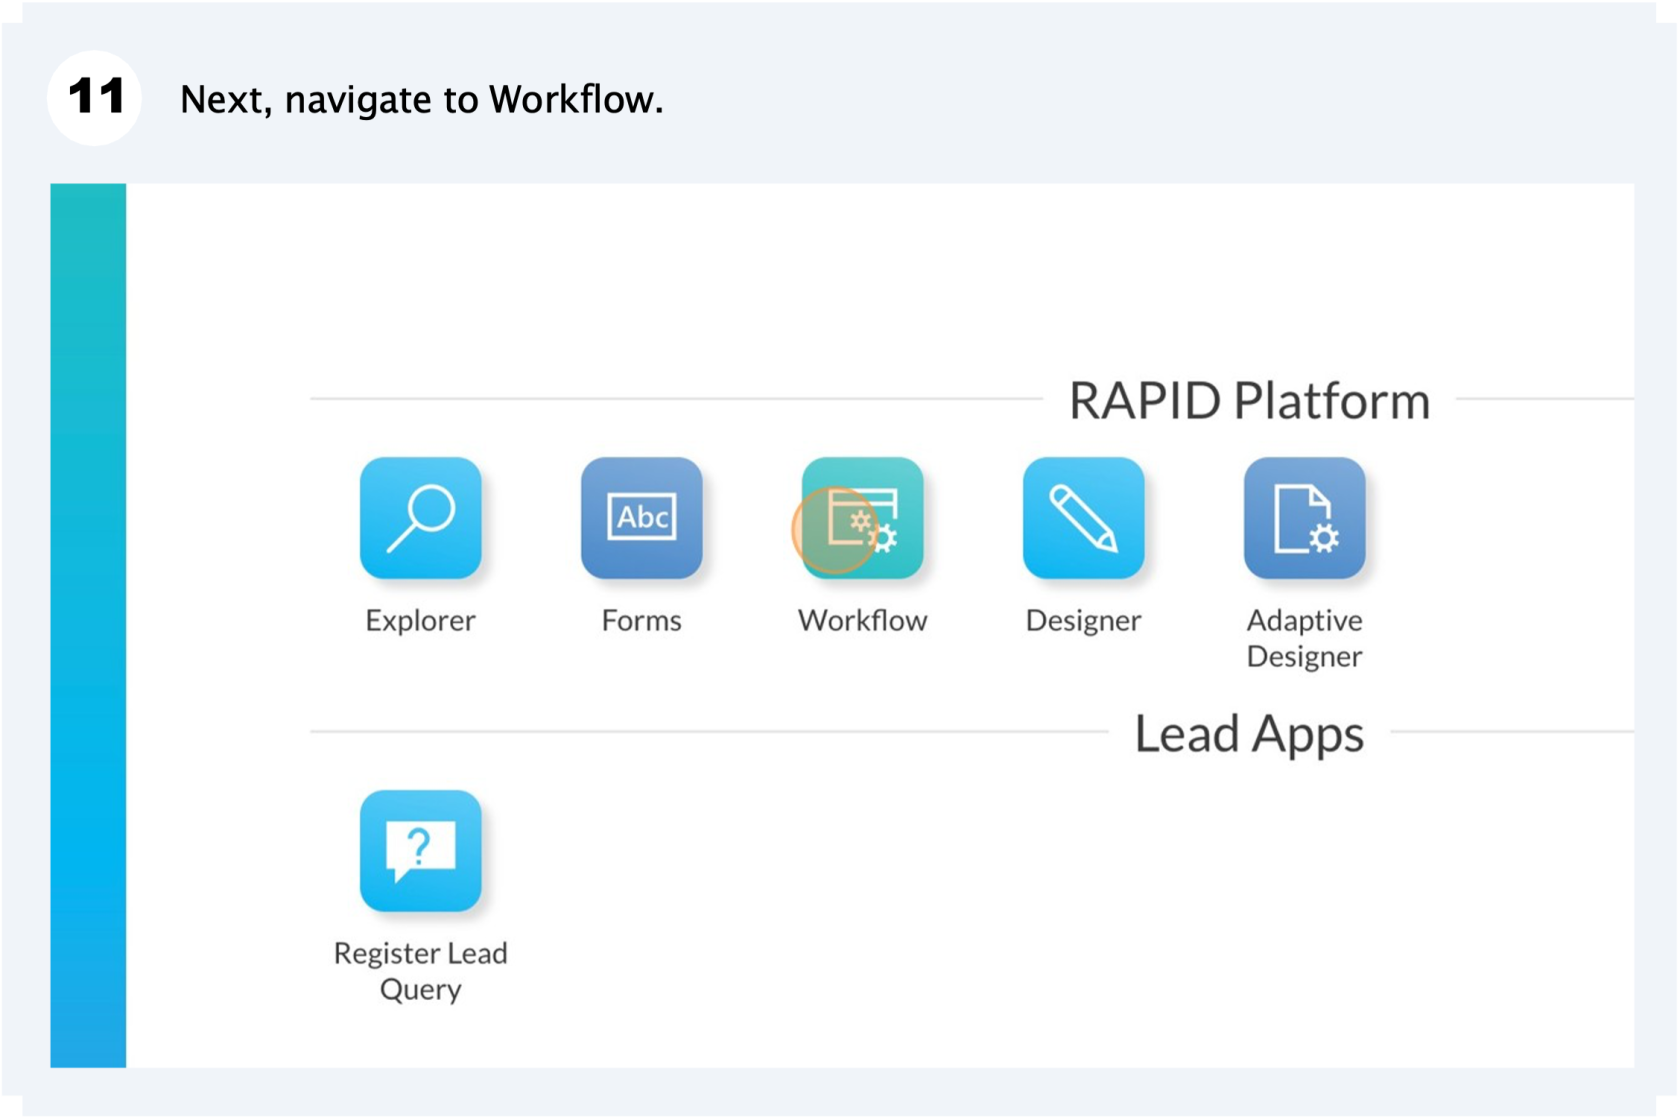 11 Next, navigate to Workflow.
RAPID Platform
Abc
Explorer Forms Workflow Designer Adaptive
Designer
Lead Apps
?
Register Lead
Query